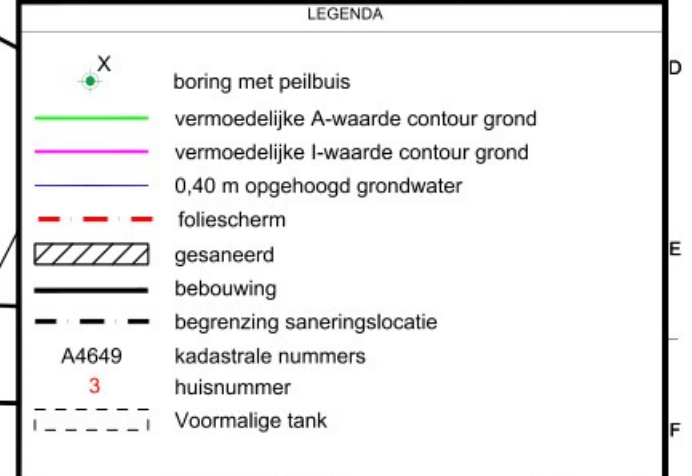 LEGENDA
X
boring met peilbuis
D
vermoedelijke A-waarde contour grond
vermoedelijke I-waarde contour grond
0,40 m opgehoogd grondwater
foliescherm
gesaneerd
E
bebouwing
begrenzing saneringslocatie
A4649 kadastrale nummers
3 huisnummer
Voormalige tank
F